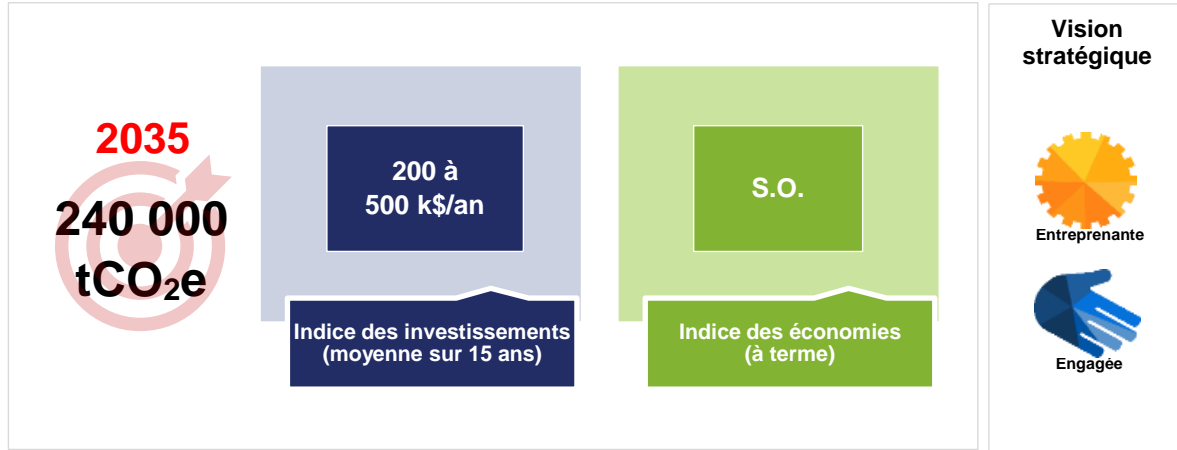 2035
240 000
tCO₂e
200 à
500 k$/an
Indice des investissements
(moyenne sur 15 ans)
S.O.
Indice des économies
(à terme)
Vision
stratégique
Entreprenante
Engagée